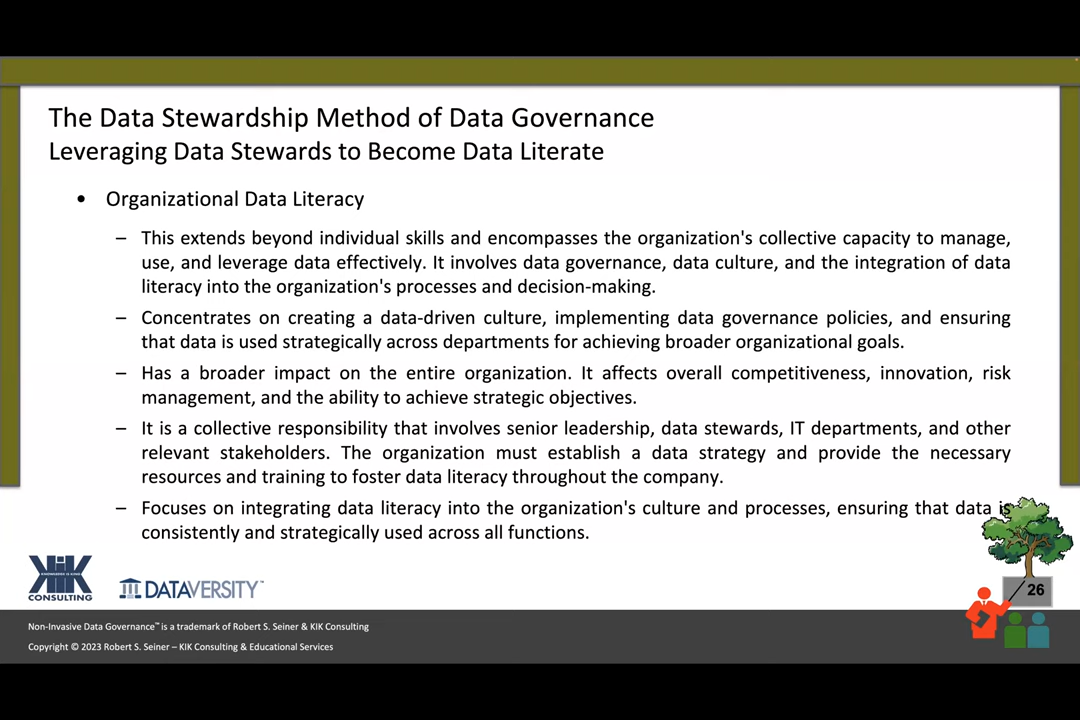 The Data Stewardship Method of Data Governance
Leveraging Data Stewards to Become Data Literate
• Organizational Data Literacy
– This extends beyond individual skills and encompasses the organization's collective capacity to manage,
use, and leverage data effectively. It involves data governance, data culture, and the integration of data
literacy into the organization's processes and decision-making.
– Concentrates on creating a data-driven culture, implementing data governance policies, and ensuring
that data is used strategically across departments for achieving broader organizational goals.
– Has a broader impact on the entire organization. It affects overall competitiveness, innovation, risk
management, and the ability to achieve strategic objectives.
– It is a collective responsibility that involves senior leadership, data stewards, IT departments, and other
relevant stakeholders. The organization must establish a data strategy and provide the necessary
resources and training to foster data literacy throughout the company.
– Focuses on integrating data literacy into the organization's culture and processes, ensuring that data is
consistently and strategically used across all functions.
KIK
KNOWLEDGE IS KING
CONSULTING
DATAVERSITY™
26
Non-Invasive Data Governance™ is a trademark of Robert S. Seiner & KIK Consulting
Copyright © 2023 Robert S. Seiner – KIK Consulting & Educational Services